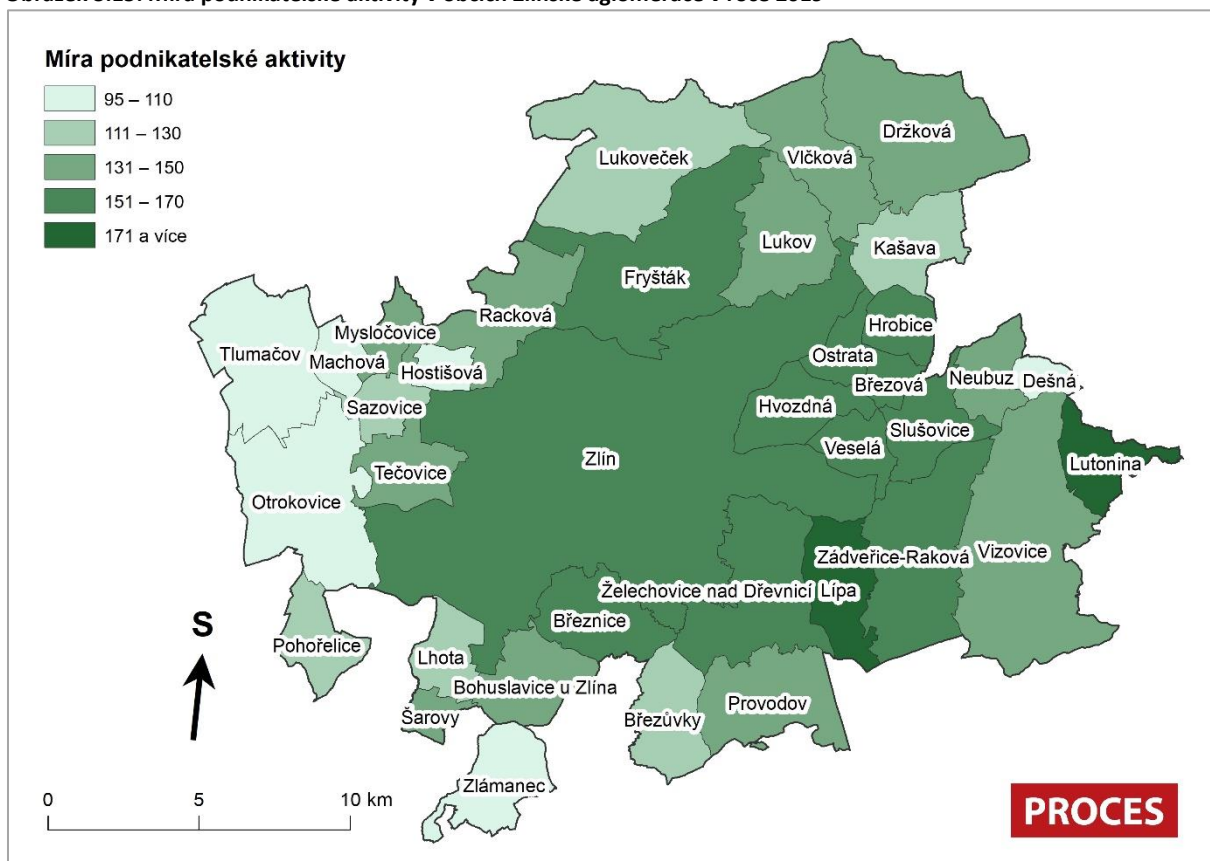 Míra podnikatelské aktivity
95 – 110
111 – 130
131 – 150
151 – 170
171 a více
Držková
Lukoveček
Vlčková
Lukov
Kašava
Fryšták
Racková
Hrobice
Mysločovice
Tlumačov
Machová
Ostrata
Hostišová
Březová
Neubuz
Dešná
Sazovice
Hvozdná
Slušovice
Veselá
Zlín
Lutonina
Tečovice
Otrokovice
Zádveřice-Raková
Vizovice
Želechovice nad Dřevnicí
Lípa
Březnice
S
Pohořelice
Lhota
Bohuslavice u Zlína
Šarovy
Březůvky
Provodov
Zlámanec
0 5 10 km
PROCES